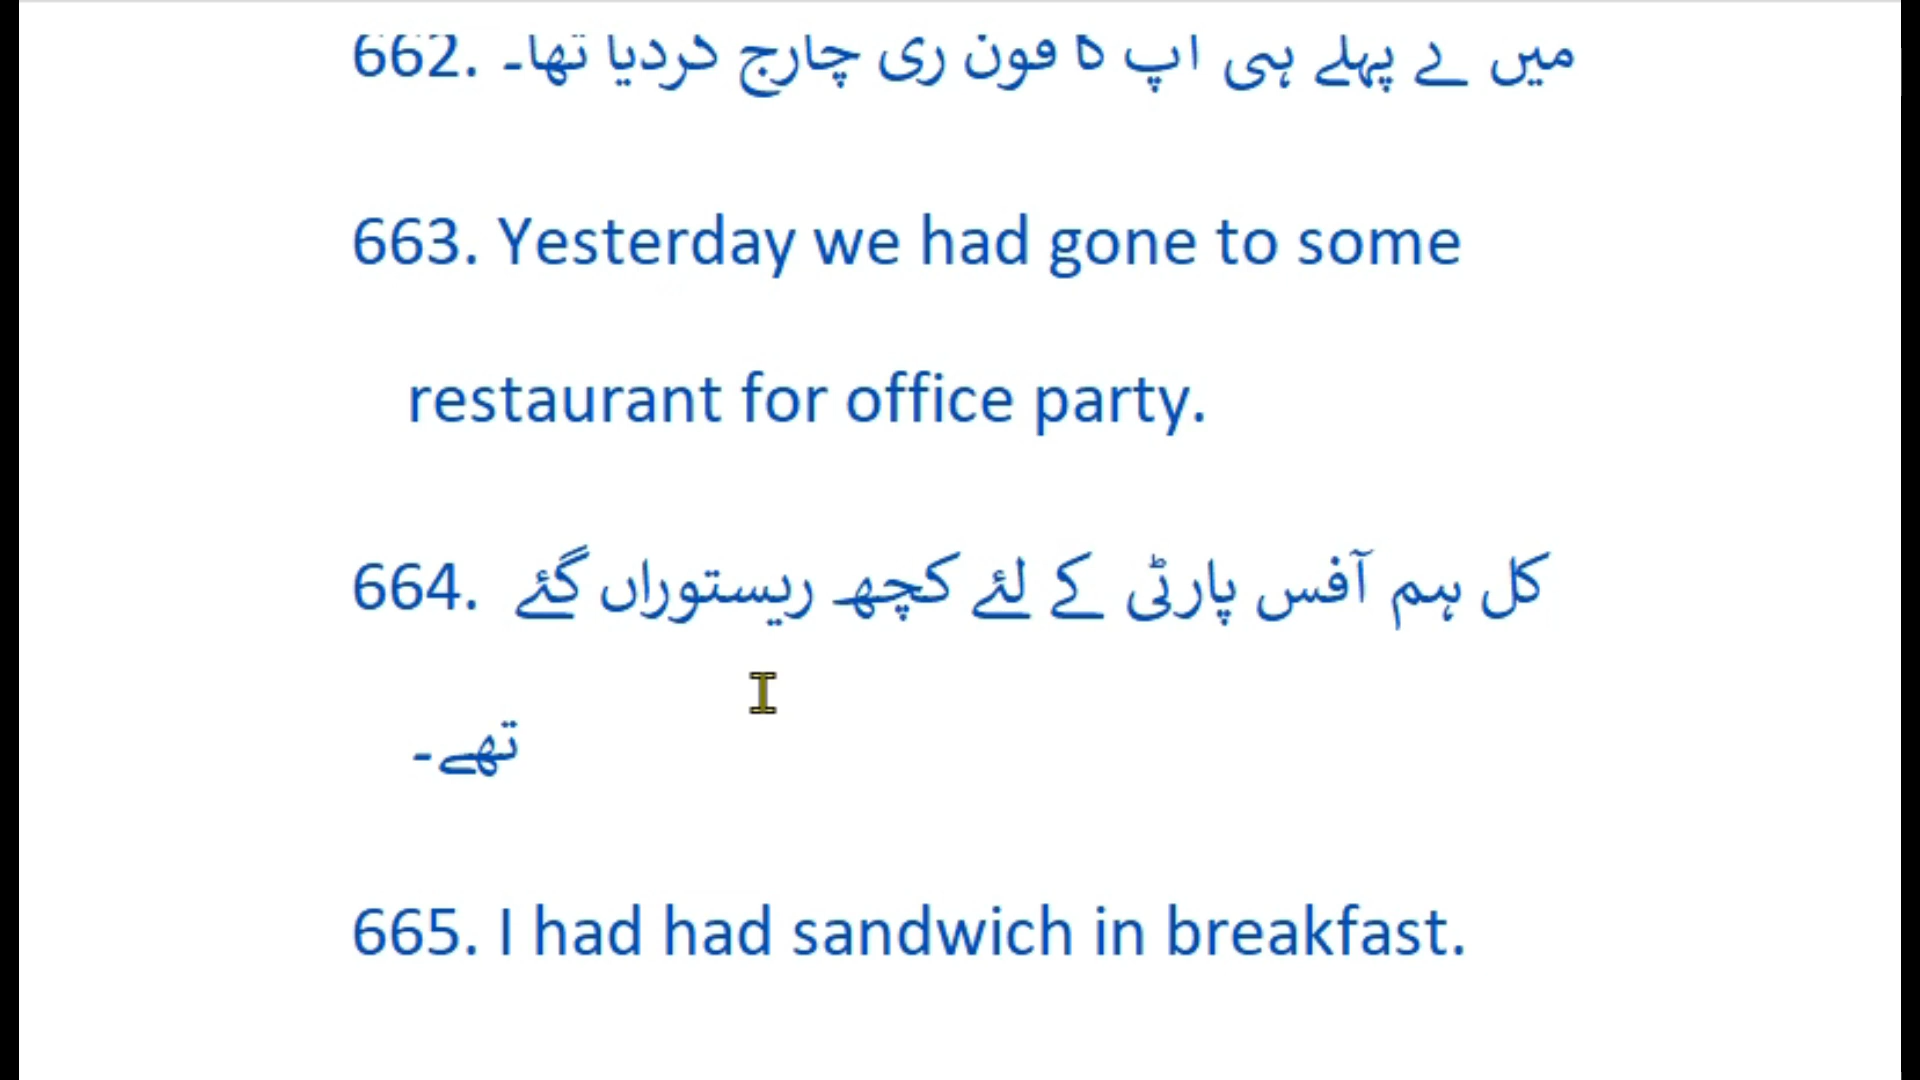 662. میں نے پہلے ہی آپ کا فون ری چارج کردیا تھا۔
663. Yesterday we had gone to some
restaurant for office party.
664. کل ہم آفس پارٹی کے لئے کچھ ریستوراں گئے
تھے۔
665. I had had sandwich in breakfast.